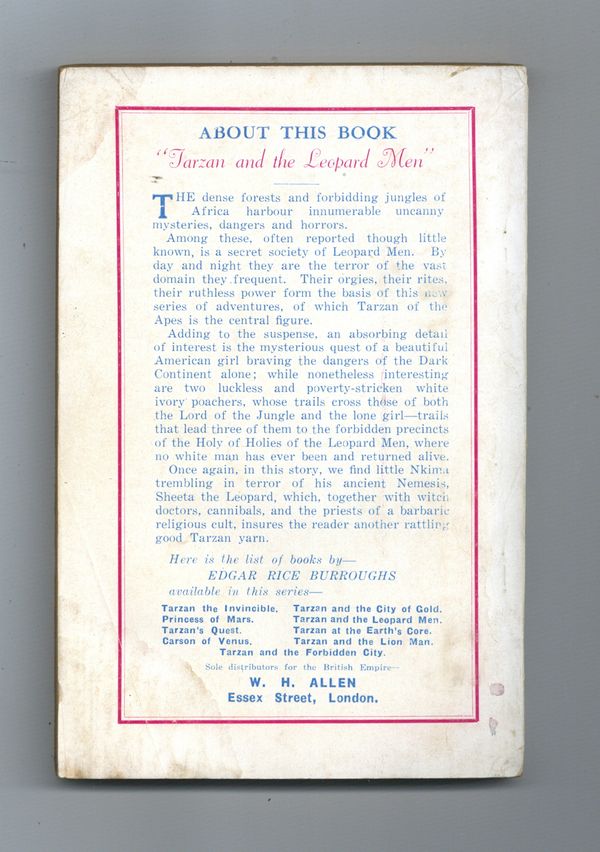 ABOUT THIS BOOK
"Tarzan and the Leopard Men"
THE dense forests and forbidding jungles of
Africa harbour innumerable uncanny
mysteries, dangers and horrors.
Among these, often reported though little
known, is a secret society of Leopard Men. By
day and night they are the terror of the vast
domain they frequent. Their orgies, their rites,
their ruthless power form the basis of this new
series of adventures, of which Tarzan of the
Apes is the central figure.
Adding to the suspense, an absorbing detail
of interest is the mysterious quest of a beautiful
American girl braving the dangers of the Dark
Continent alone; while nonetheless interesting
are two luckless and poverty-stricken white
ivory poachers, whose trails cross those of both
the Lord of the Jungle and the lone girl—trails
that lead three of them to the forbidden precincts
of the Holy of Holies of the Leopard Men, where
no white man has ever been and returned alive.
Once again, in this story, we find little Nkima
trembling in terror of his ancient Nemesis,
Sheeta the Leopard, which, together with witch
doctors, cannibals, and the priests of a barbaric
religious cult, insures the reader another rattling
good Tarzan yarn.
Here is the list of books by—
EDGAR RICE BURROUGHS
available in this series—
Tarzan the Invincible. Tarzan and the City of Gold.
Princess of Mars. Tarzan and the Leopard Men.
Tarzan's Quest. Tarzan at the Earth's Core.
Carson of Venus. Tarzan and the Lion Man.
Tarzan and the Forbidden City.
Sole distributors for the British Empire—
W. H. ALLEN
Essex Street, London.